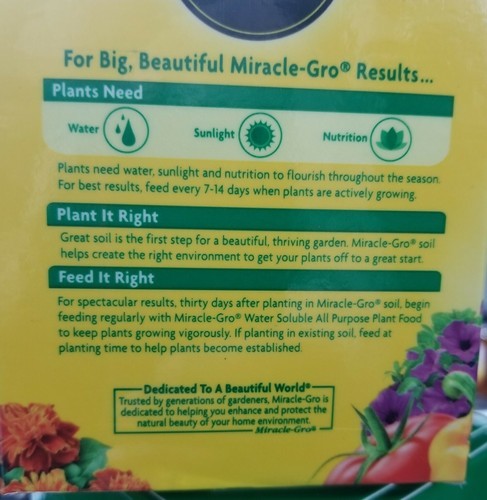 For Big, Beautiful Miracle-Gro® Results...
Plants Need
Water Sunlight Nutrition
Plants need water, sunlight and nutrition to flourish throughout the season.
For best results, feed every 7-14 days when plants are actively growing.
Plant It Right
Great soil is the first step for a beautiful, thriving garden. Miracle-Gro® soil
helps create the right environment to get your plants off to a great start.
Feed It Right
For spectacular results, thirty days after planting in Miracle-Gro® soil, begin
feeding regularly with Miracle-Gro® Water Soluble All Purpose Plant Food
to keep plants growing vigorously. If planting in existing soil, feed at
planting time to help plants become established.
Dedicated To A Beautiful World®
Trusted by generations of gardeners, Miracle-Gro is
dedicated to helping you enhance and protect the
natural beauty of your home environment.
Miracle-Gro®